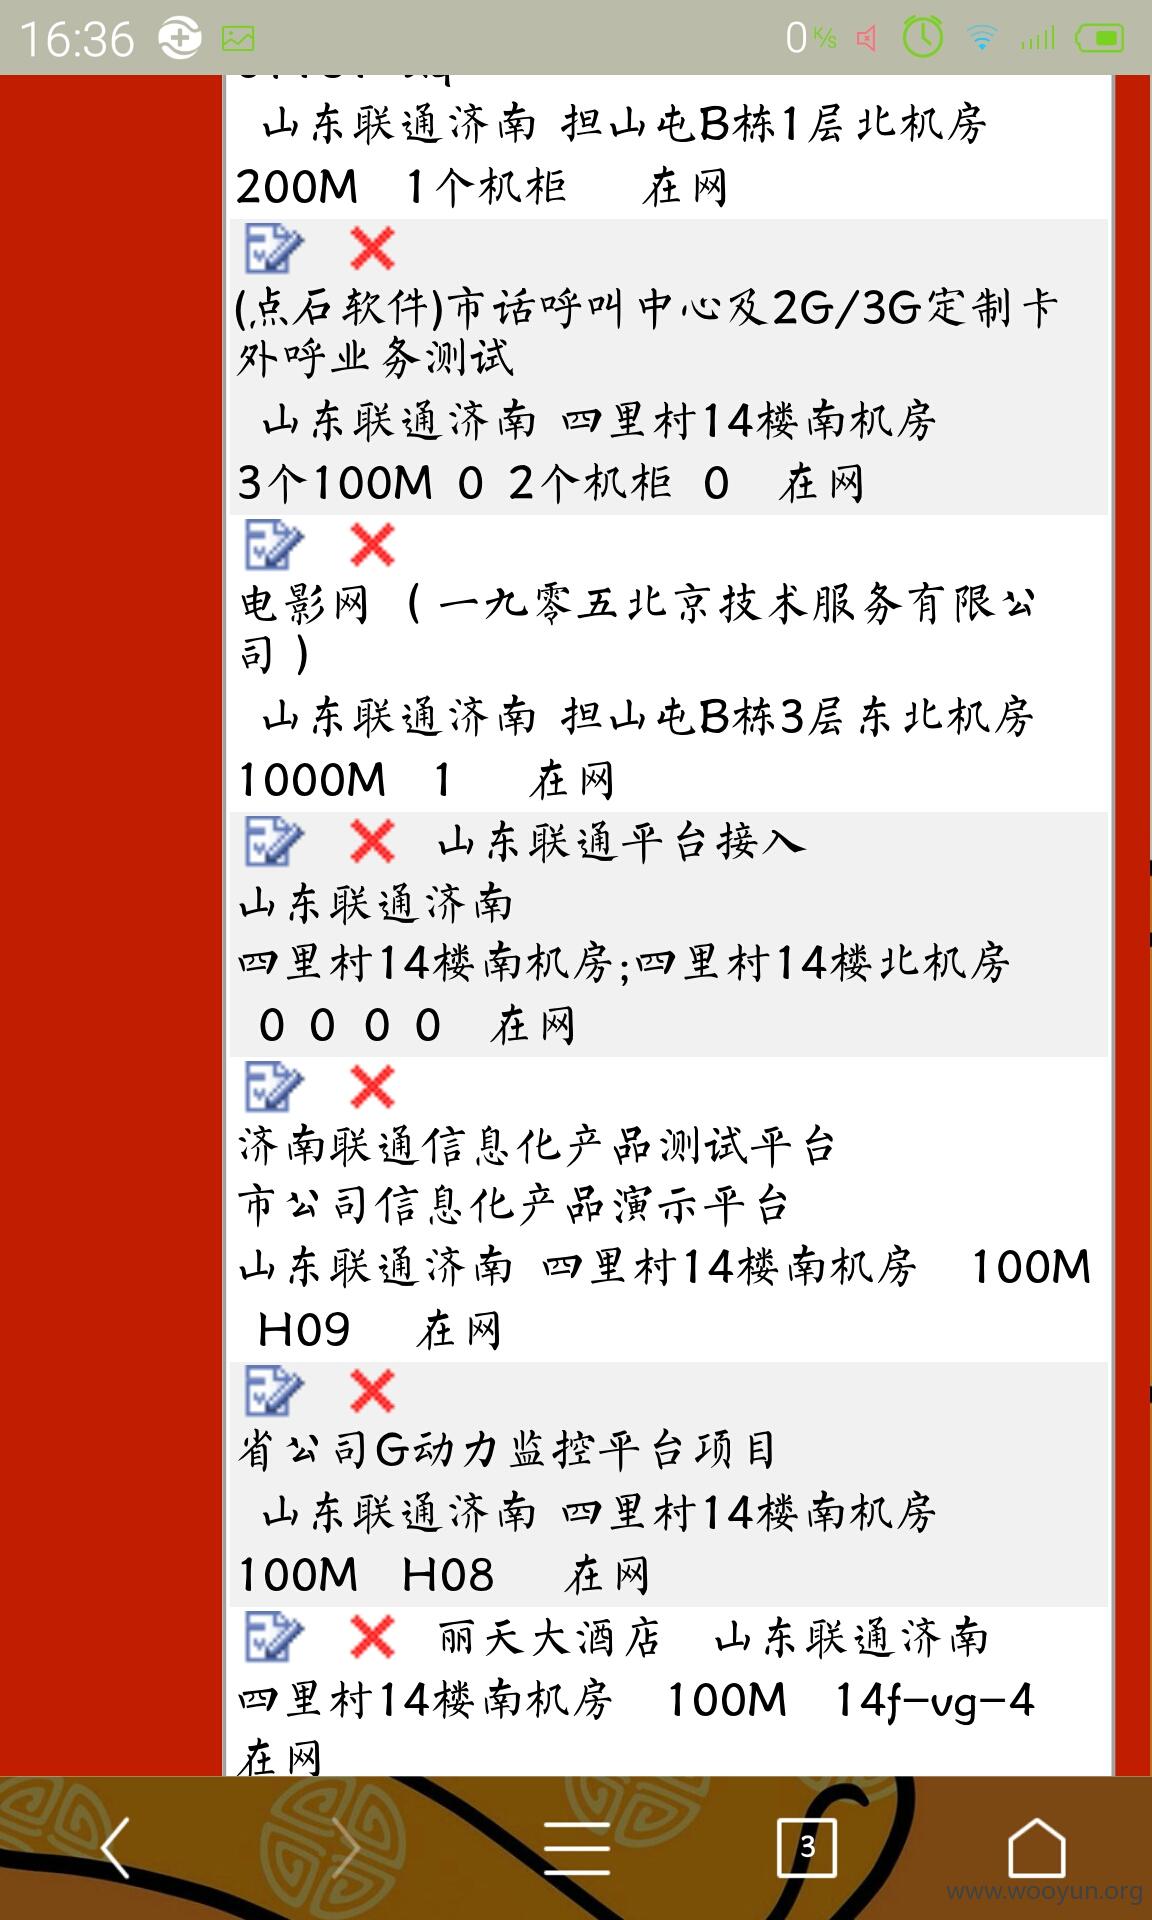 16:36
0 K/s
山东联通济南 担山屯B栋1层北机房
200M 1个机柜 在网
(点石软件)市话呼叫中心及2G/3G定制卡
外呼业务测试
山东联通济南 四里村14楼南机房
3个100M 0 2个机柜 0 在网
电影网 （一九零五北京技术服务有限公
司）
山东联通济南 担山屯B栋3层东北机房
1000M 1 在网
山东联通平台接入
山东联通济南
四里村14楼南机房;四里村14楼北机房
0 0 0 0 在网
济南联通信息化产品测试平台
市公司信息化产品演示平台
山东联通济南 四里村14楼南机房 100M
H09 在网
省公司G动力监控平台项目
山东联通济南 四里村14楼南机房
100M H08 在网
丽天大酒店 山东联通济南
四里村14楼南机房 100M 14f-vg-4
在网
3
www.wooyun.org